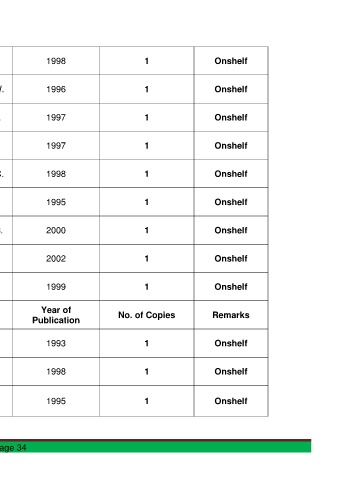 1998 1 Onshelf
1996 1 Onshelf
1997 1 Onshelf
1997 1 Onshelf
1998 1 Onshelf
1995 1 Onshelf
2000 1 Onshelf
2002 1 Onshelf
1999 1 Onshelf
Year of Publication No. of Copies Remarks
1993 1 Onshelf
1998 1 Onshelf
1995 1 Onshelf
age 34